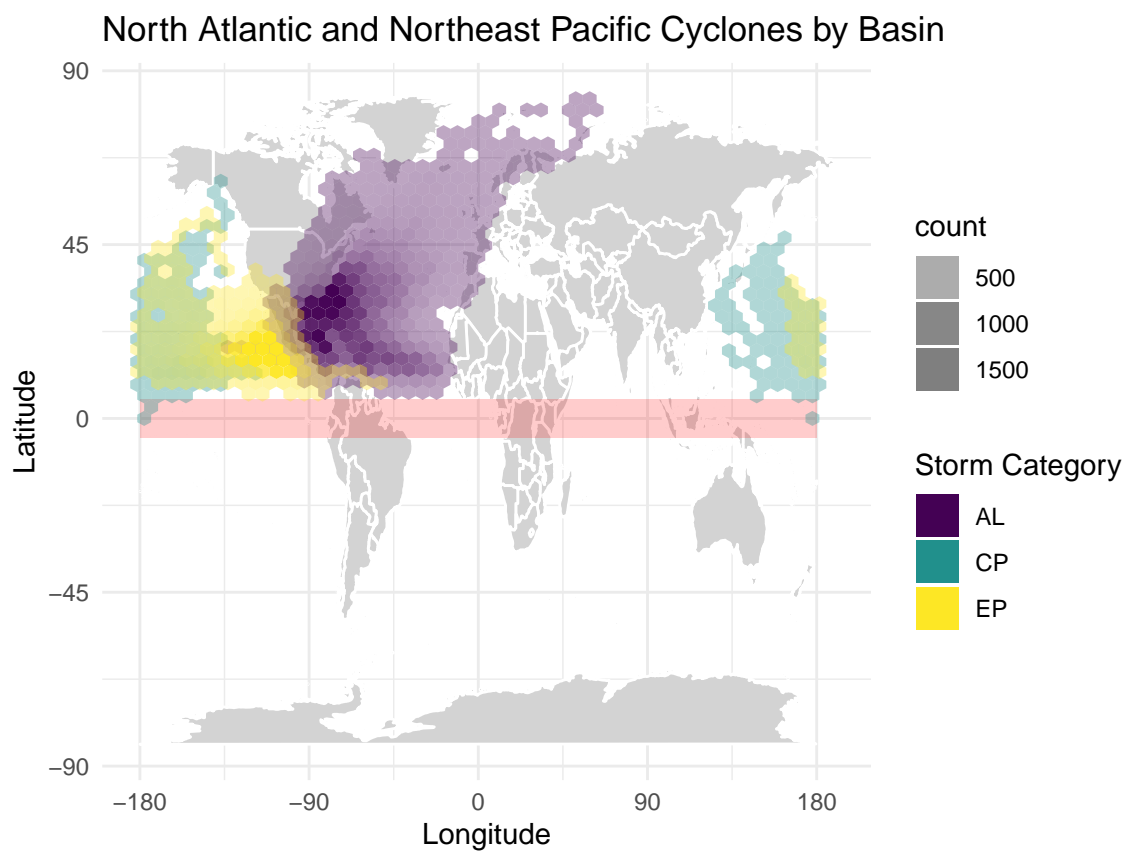 North Atlantic and Northeast Pacific Cyclones by Basin
90
45
0
−45
−90
Latitude
−180
−90
0
90
180
Longitude
count
500
1000
1500
Storm Category
AL
CP
EP